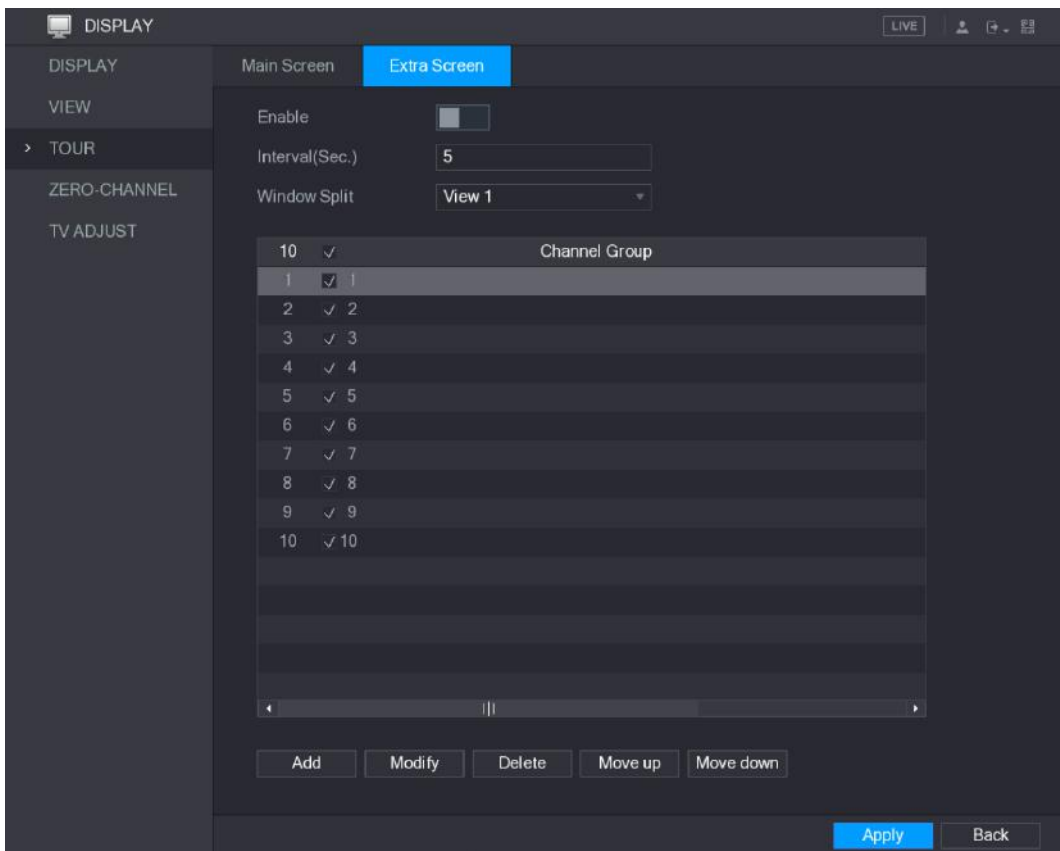 DISPLAY LIVE
DISPLAY
VIEW
TOUR
ZERO-CHANNEL
TV ADJUST
Main Screen Extra Screen
Enable
Interval(Sec.) 5
Window Split View 1
10 Channel Group
1 1
2 2
3 3
4 4
5 5
6 6
7 7
8 8
9 9
10 10
Add Modify Delete Move up Move down
Apply Back